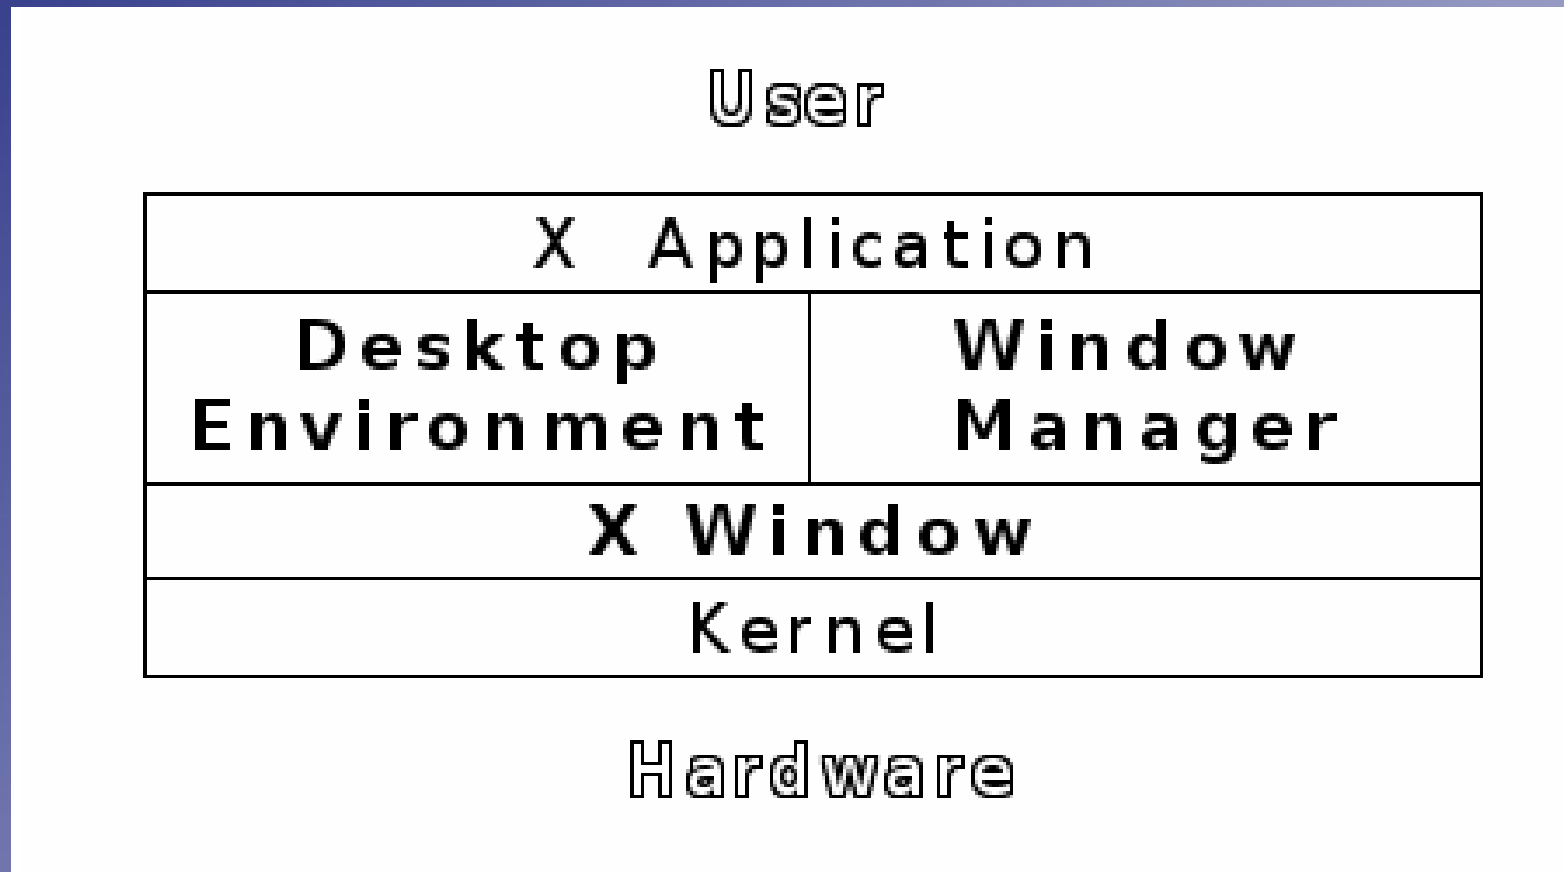 User
X Application
Desktop
Environment
Window
Manager
X Window
Kernel
Hardware